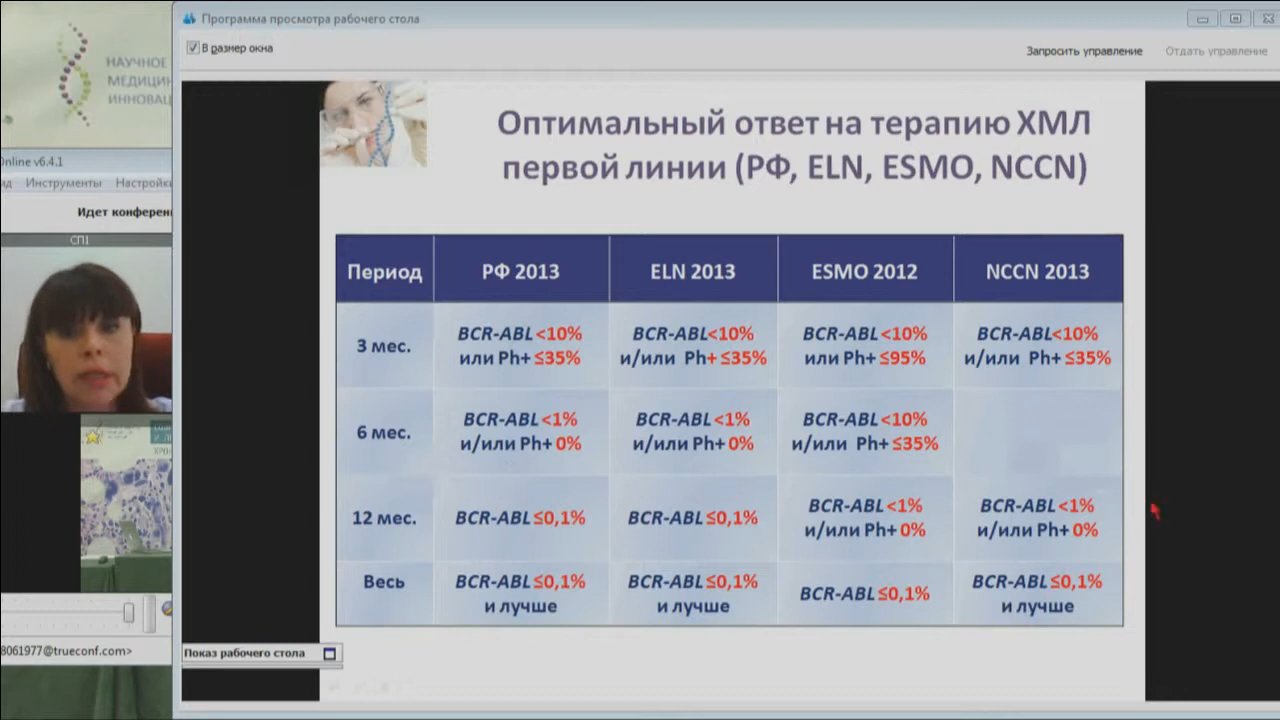 Программа просмотра рабочего стола
В размер окна
Запросить управление
Отдать управление
НАУЧНОЕ
Online v6.4.1
Инструменты
Настройки
СП1
8061977@trueconf.com>
Показ рабочего стола
Оптимальный ответ на терапию ХМЛ
первой линии (РФ, ELN, ESMO, NCCN)
Период РФ 2013 ELN 2013 ESMO 2012 NCCN 2013
3 мес.
BCR-ABL <10%
или Ph+ ≤35%
BCR-ABL<10%
и/или Ph+ ≤35%
BCR-ABL <10%
или Ph+ ≤95%
BCR-ABL<10%
и/или Ph+ ≤35%
6 мес.
BCR-ABL <1%
и/или Ph+ 0%
BCR-ABL <1%
и/или Ph+ 0%
BCR-ABL <10%
и/или Ph+ ≤35%
12 мес.
BCR-ABL ≤0,1%
BCR-ABL ≤0,1%
BCR-ABL <1%
и/или Ph+ 0%
BCR-ABL <1%
и/или Ph+ 0%
Весь
BCR-ABL ≤0,1%
и лучше
BCR-ABL ≤0,1%
и лучше
BCR-ABL ≤0,1%
BCR-ABL ≤0,1%
и лучше